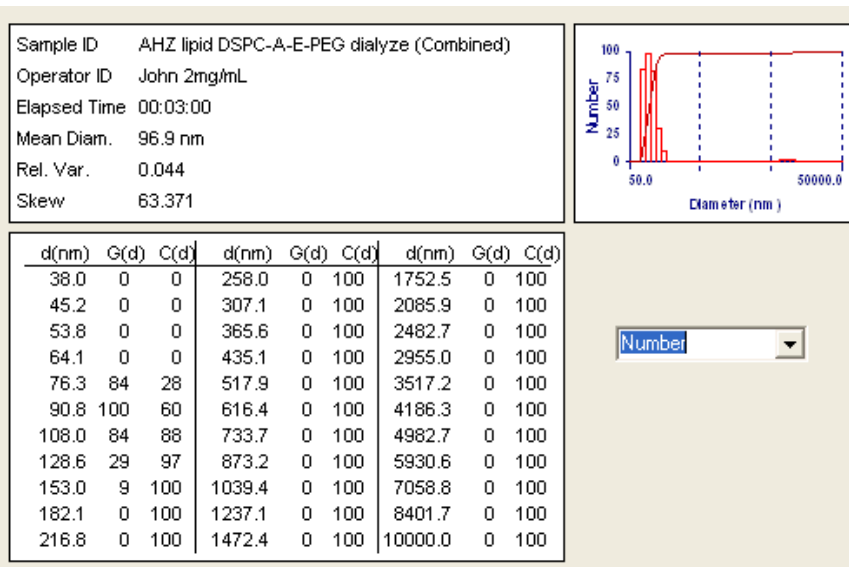 Sample ID AHZ lipid DSPC-A-E-PEG dialyze (Combined)
Operator ID John 2mg/mL
Elapsed Time 00:03:00
Mean Diam. 96.9 nm
Rel. Var. 0.044
Skew 63.371
100
75
50
25
0
Number
50.0 50000.0
Diameter (nm)
d(nm) G(d) C(d) d(nm) G(d) C(d) d(nm) G(d) C(d)
38.0 0 0 258.0 0 100 1752.5 0 100
45.2 0 0 307.1 0 100 2085.9 0 100
53.8 0 0 365.6 0 100 2482.7 0 100
64.1 0 0 435.1 0 100 2955.0 0 100
76.3 84 28 517.9 0 100 3517.2 0 100
90.8 100 60 616.4 0 100 4186.3 0 100
108.0 84 88 733.7 0 100 4982.7 0 100
128.6 29 97 873.2 0 100 5930.6 0 100
153.0 9 100 1039.4 0 100 7058.8 0 100
182.1 0 100 1237.1 0 100 8401.7 0 100
216.8 0 100 1472.4 0 100 10000.0 0 100
Number